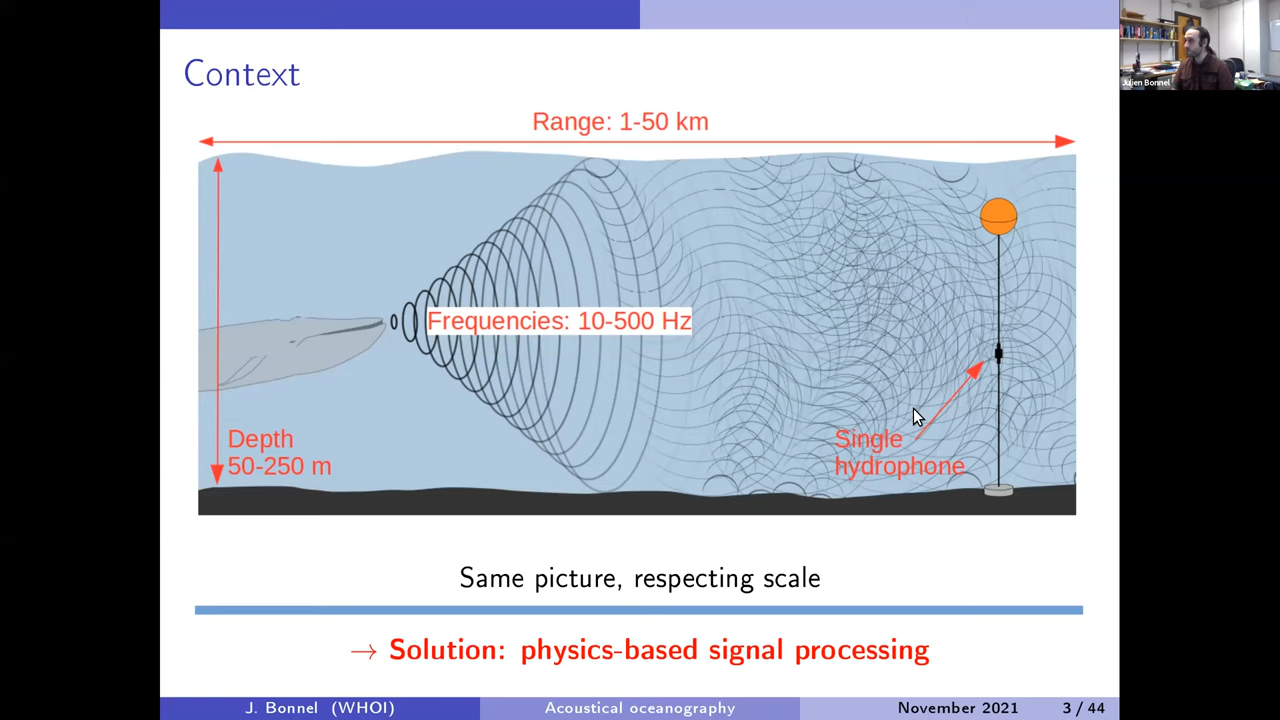 Context
Julien Bonnel
Range: 1-50 km
Frequencies: 10-500 Hz
Depth
50-250 m
Single
hydrophone
Same picture, respecting scale
→ Solution: physics-based signal processing
J. Bonnel (WHOI)
Acoustical oceanography
November 2021
3 / 44